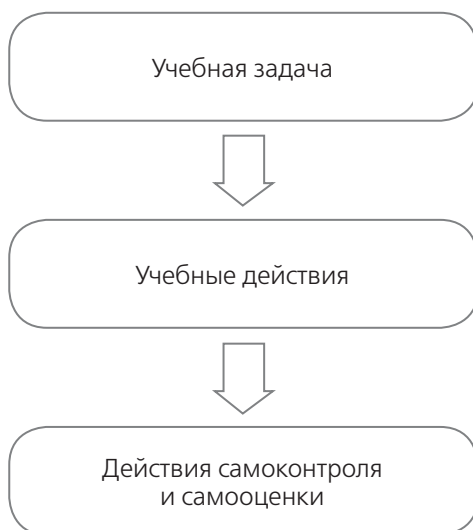 Учебная задача
Учебные действия
Действия самоконтроля
и самооценки